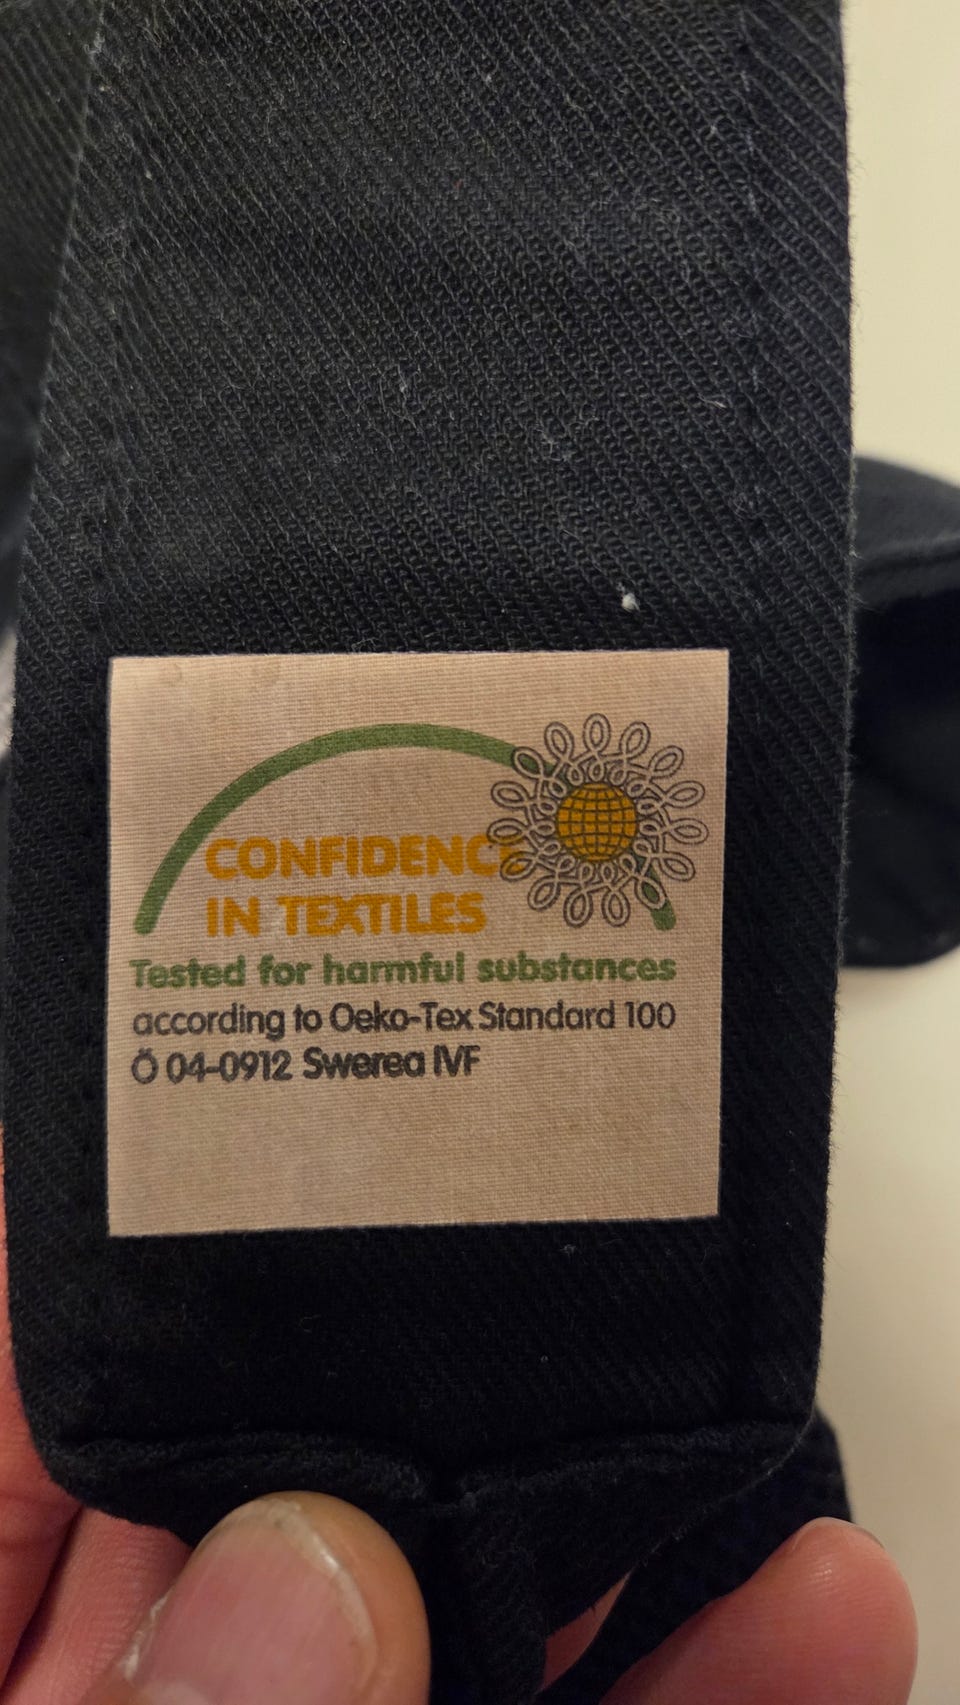 CONFIDENCE
IN TEXTILES
Tested for harmful substances
according to Oeko-Tex Standard 100
Ö 04-0912 Swerea IVF